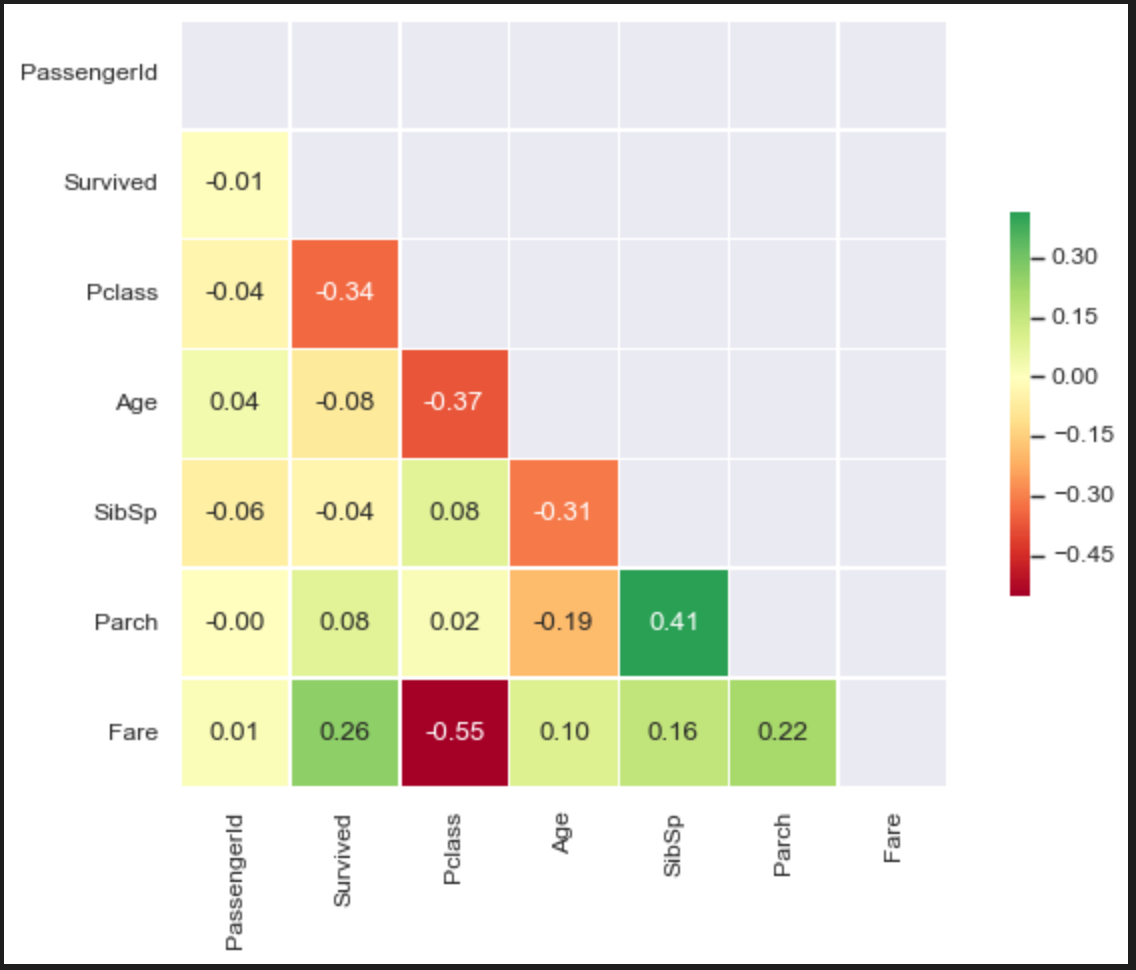 PassengerId
Survived -0.01
Pclass -0.04 -0.34
Age 0.04 -0.08 -0.37
SibSp -0.06 -0.04 0.08 -0.31
Parch -0.00 0.08 0.02 -0.19 0.41
Fare 0.01 0.26 -0.55 0.10 0.16 0.22
PassengerId Survived Pclass Age SibSp Parch Fare
0.30
0.15
0.00
−0.15
−0.30
−0.45